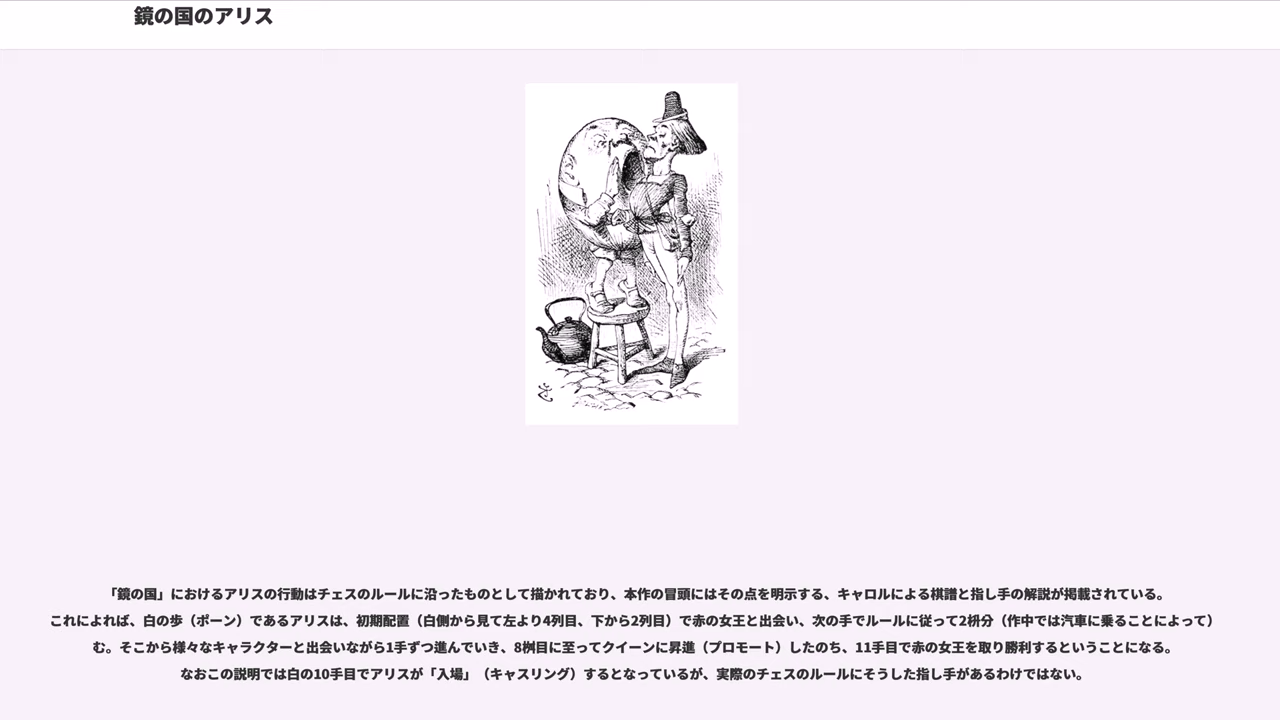 鏡の国のアリス
「鏡の国」におけるアリスの行動はチェスのルールに沿ったものとして描かれており、本作の冒頭にはその点を明示する、キャロルによる棋譜と指し手の解説が掲載されている。
これによれば、白の歩（ポーン）であるアリスは、初期配置（白側から見て左より4列目、下から2列目）で赤の女王と出会い、次の手でルールに従って2枡分（作中では汽車に乗ることによって）
む。そこから様々なキャラクターと出会いながら1手ずつ進んでいき、8桝目に至ってクイーンに昇進（プロモート）したのち、11手目で赤の女王を取り勝利するということになる。
なおこの説明では白の10手目でアリスが「入場」（キャスリング）するとなっているが、実際のチェスのルールにそうした指し手があるわけではない。